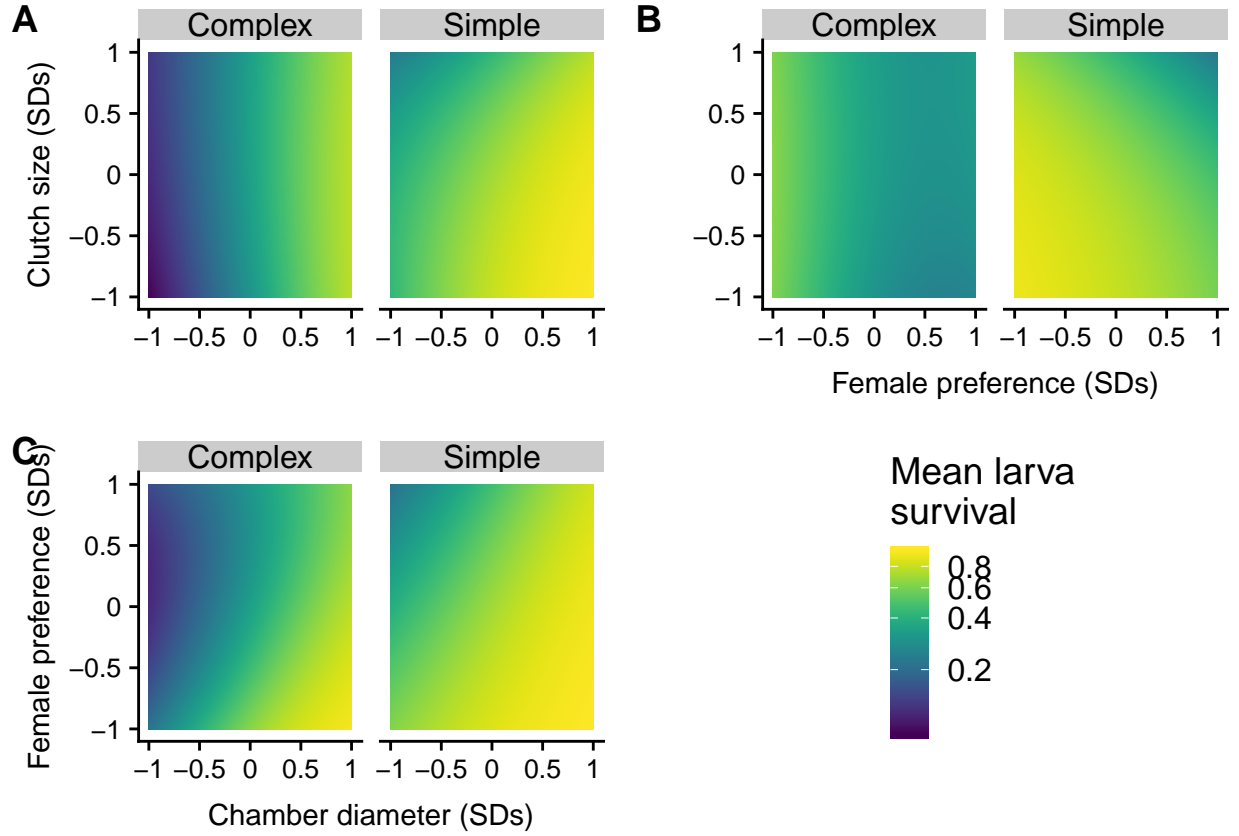 A
B
Complex
Simple
Complex
Simple
Clutch size (SDs)
1
0.5
0
−0.5
−1
1
0.5
0
−0.5
−1
−1 −0.5 0 0.5 1
−1 −0.5 0 0.5 1
−1 −0.5 0 0.5 1
−1 −0.5 0 0.5 1
Female preference (SDs)
C
Complex
Simple
Female preference (SDs)
1
0.5
0
−0.5
−1
−1 −0.5 0 0.5 1
−1 −0.5 0 0.5 1
Chamber diameter (SDs)
Mean larva
survival
0.8
0.6
0.4
0.2